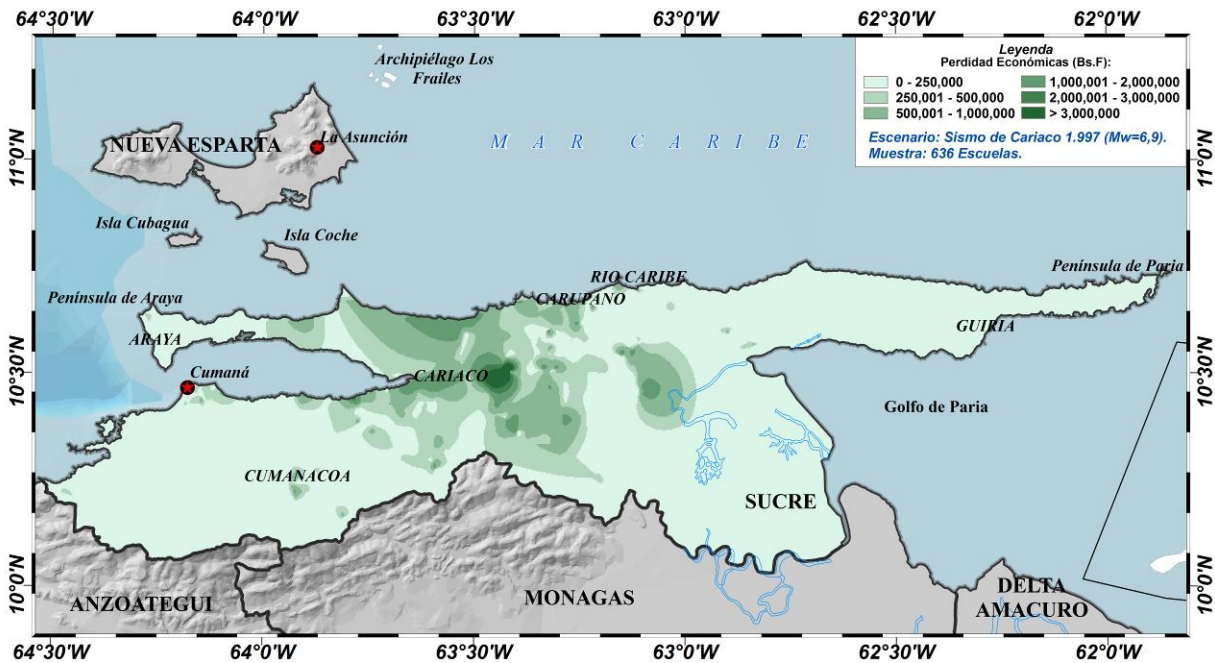 64°30'W 64°0'W 63°30'W 63°0'W 62°30'W 62°0'W
Leyenda
Perdidad Económicas (Bs.F):
0 - 250,000
250,001 - 500,000
500,001 - 1,000,000
1,000,001 - 2,000,000
2,000,001 - 3,000,000
> 3,000,000
Escenario: Sismo de Cariaco 1.997 (Mw=6,9).
Muestra: 636 Escuelas.
Archipiélago Los
Frailes
11°0'N
NUEVA ESPARTA
La Asunción
MAR CARIBE
11°0'N
Isla Cubagua
Isla Coche
Península de Araya
RIO CARIBE
Península de Paria
CARUPANO
ARAYA
GUIRIA
10°30'N
Cumaná
CARIACO
10°30'N
Golfo de Paria
CUMANACOA
SUCRE
10°0'N
ANZOATEGUI
MONAGAS
DELTA
AMACURO
10°0'N
64°30'W 64°0'W 63°30'W 63°0'W 62°30'W 62°0'W